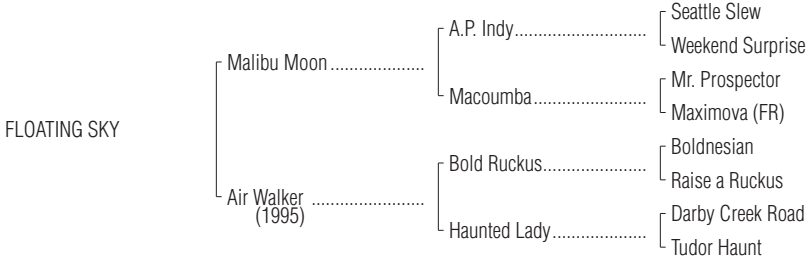 Seattle Slew
A.P. Indy..........................
Weekend Surprise
Malibu Moon ....................
Mr. Prospector
Macoumba......................
Maximova (FR)
FLOATING SKY
Boldnesian
Bold Ruckus....................
Raise a Ruckus
Air Walker ........................
(1995)
Darby Creek Road
Haunted Lady..................
Tudor Haunt